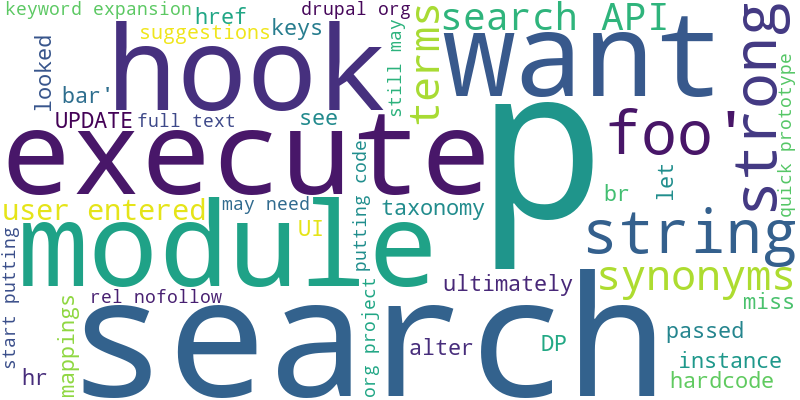 keyword expansion
href
drupal org
suggestions
keys
search API
hook
want
terms
still may
looked
bar'
strong
UPDATE
full text
see
execute
p
foo'
quick prototype
user entered
may need
taxonomy
putting code
br
let
module
UI
string
start putting
rel nofollow
ultimately
synonyms
mappings
search
org project
miss
alter
DP
passed
instance
hr
hardcode